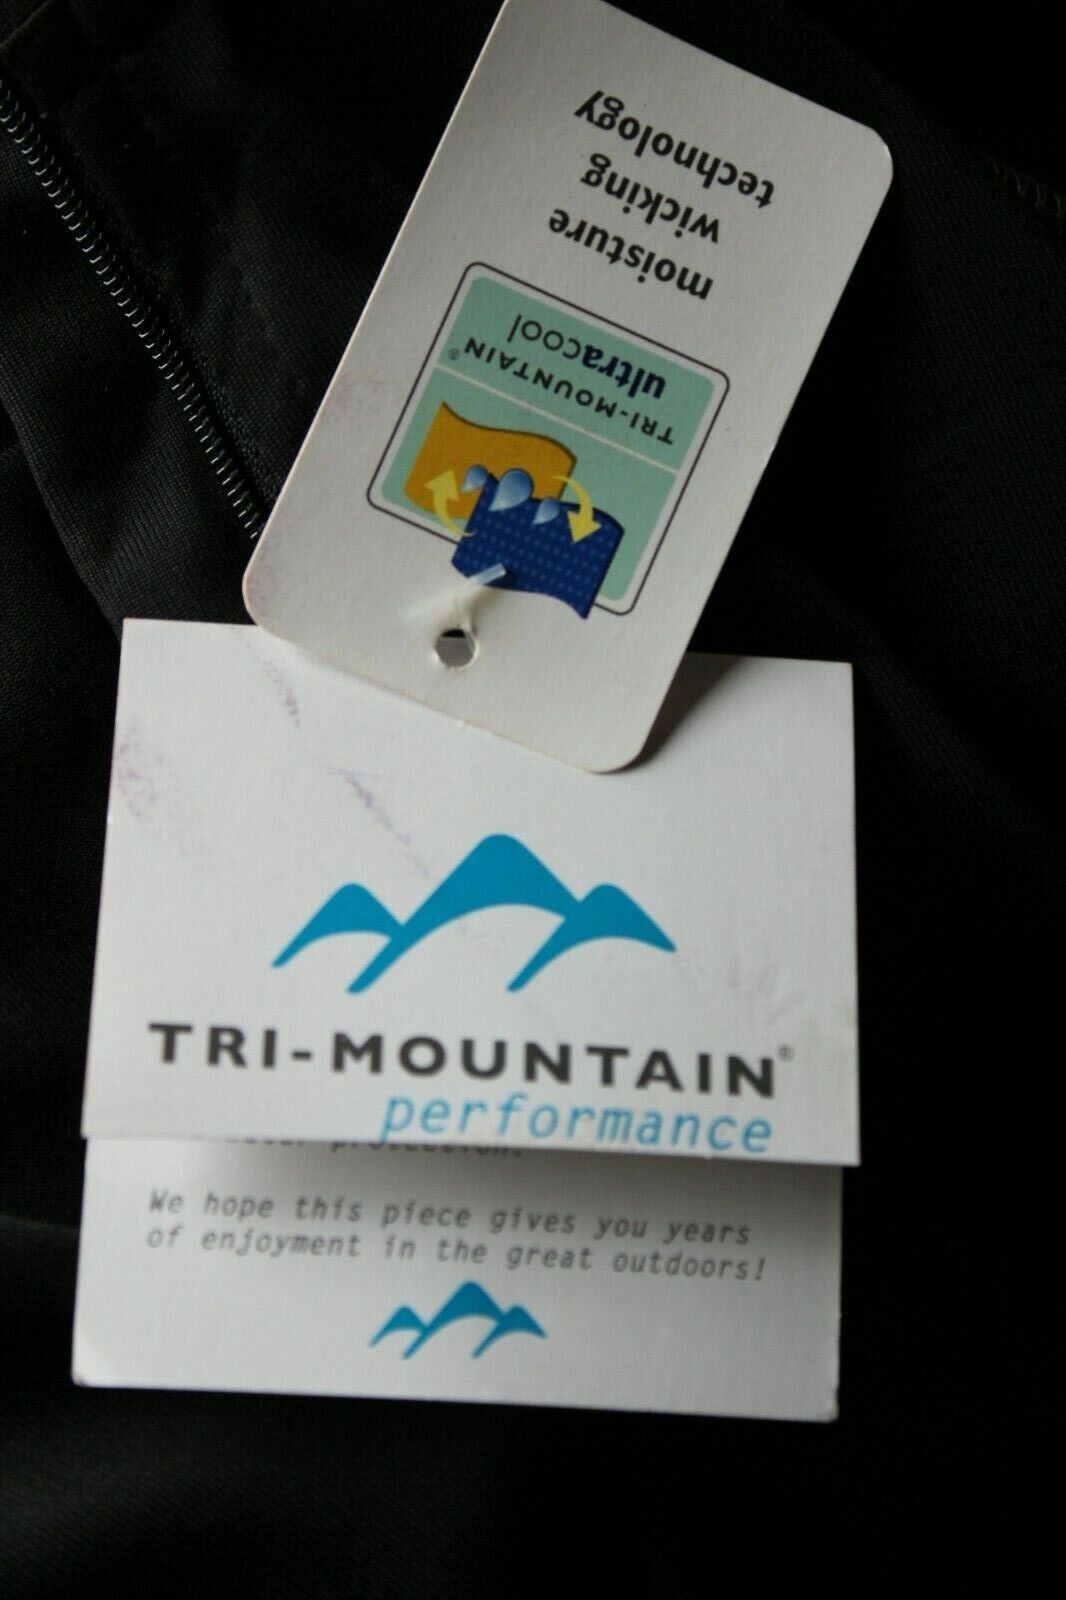 moisture
wicking
technology
TRI-MOUNTAIN®
ultracool
TRI-MOUNTAIN®
performance
protection.
We hope this piece gives you years
of enjoyment in the great outdoors!